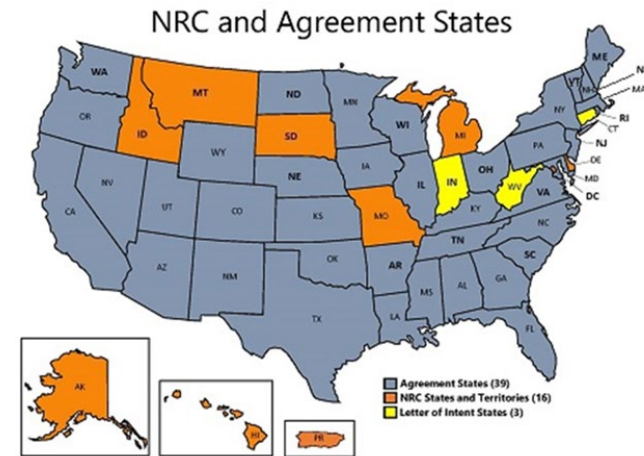 NRC and Agreement States
WA
MT
ND
MN
ME
VT
NH
N
MA
OR
ID
SD
WI
MI
NY
RI
CT
WY
IA
PA
NJ
NV
NE
IL
IN
OH
DE
MD
DC
UT
CO
KS
MO
KY
WV
VA
CA
TN
NC
AZ
NM
OK
AR
SC
MS
AL
GA
TX
LA
FL
AK
HI
PR
Agreement States (39)
NRC States and Territories (16)
Letter of Intent States (3)